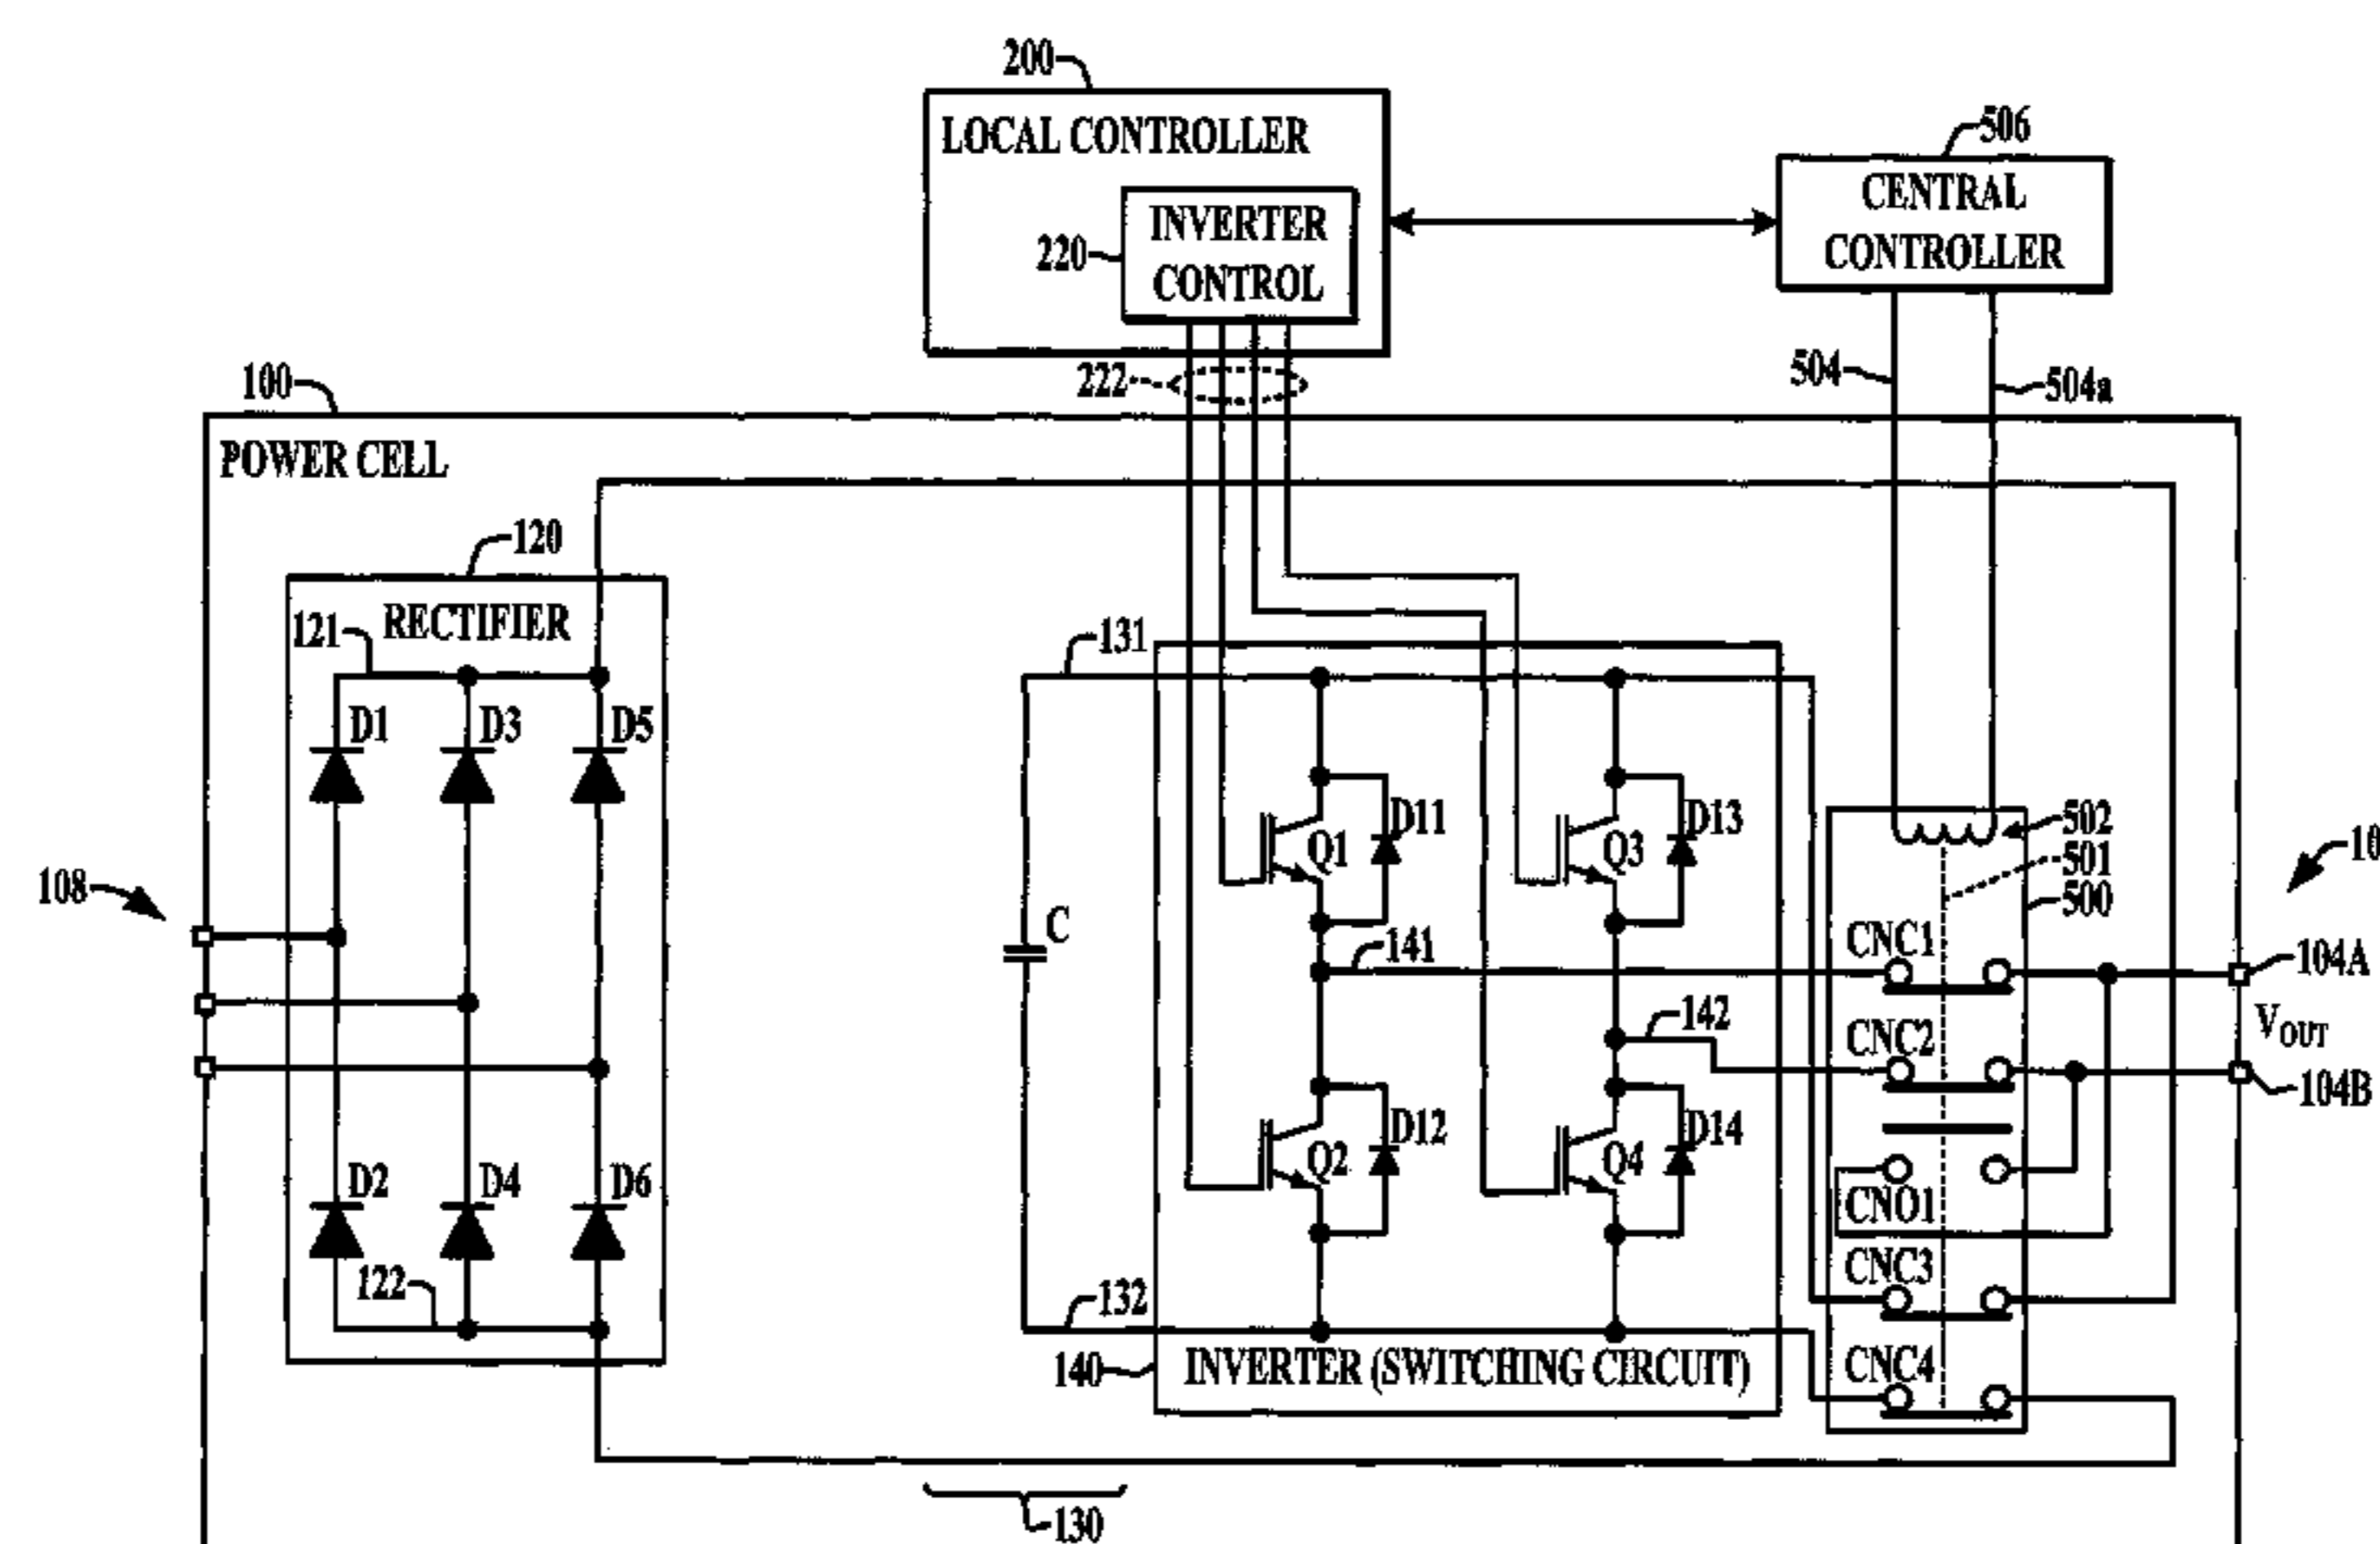 200
LOCAL CONTROLLER
506
CENTRAL
CONTROLLER
INVERTER
CONTROL
220
222
504
504a
100
POWER CELL
120
RECTIFIER
121
131
D1
D3
D5
D11
D13
Q1
Q3
502
501
500
10
108
C
CNC1
141
104A
142
CNC2
VOUT
104B
D12
D14
Q2
Q4
D2
D4
D6
CNO1
122
132
CNC3
140
INVERTER (SWITCHING CIRCUIT)
CNC4
130